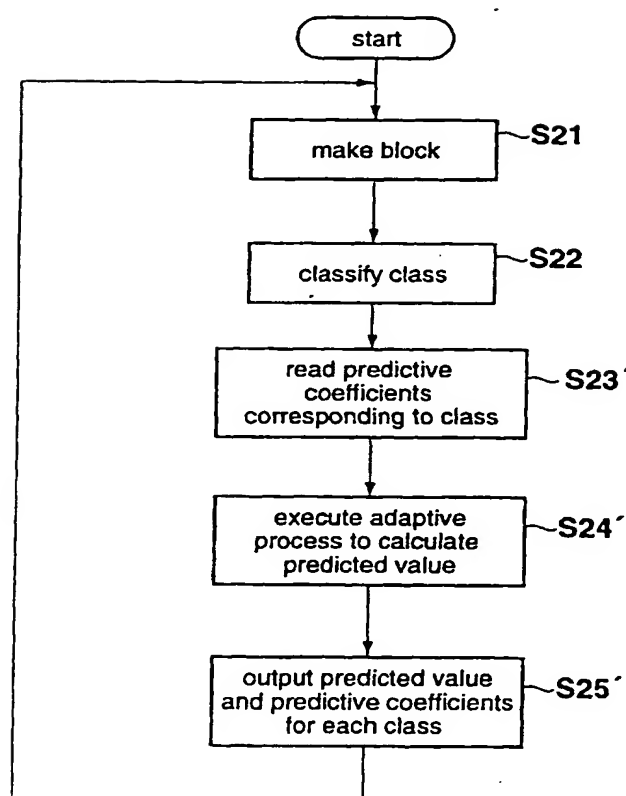 start
make block
S21
classify class
S22
read predictive
coefficients
corresponding to class
S23´
execute adaptive
process to calculate
predicted value
S24´
output predicted value
and predictive coefficients
for each class
S25´